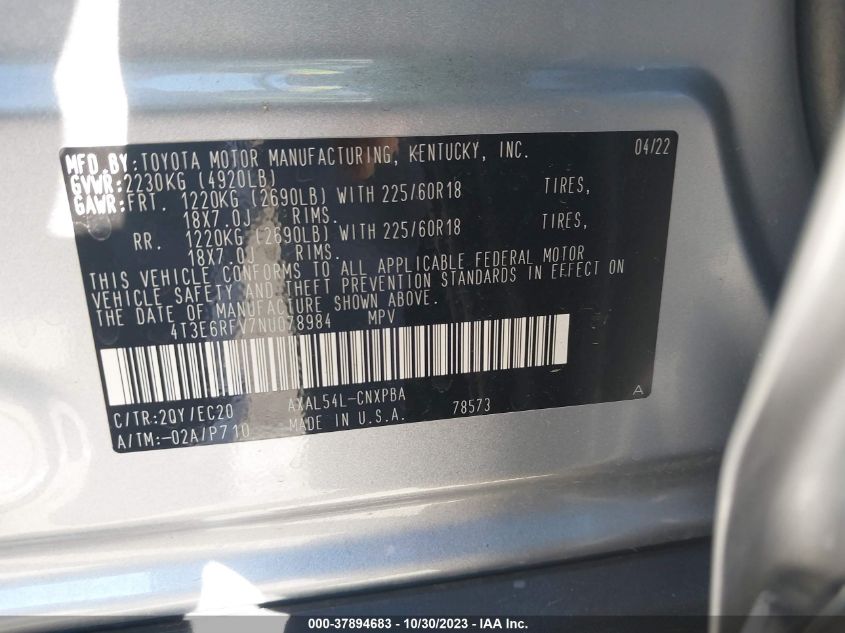 MFD BY: TOYOTA MOTOR MANUFACTURING, KENTUCKY, INC. 04/22
GVWR: 2230KG (4920LB)
GAWR: FRT. 1220KG (2690LB) WITH 225/60R18 TIRES,
18X7.0J RIMS.
RR. 1220KG (2690LB) WITH 225/60R18 TIRES,
18X7.0J RIMS.
THIS VEHICLE CONFORMS TO ALL APPLICABLE FEDERAL MOTOR
VEHICLE SAFETY AND THEFT PREVENTION STANDARDS IN EFFECT ON
THE DATE OF MANUFACTURE SHOWN ABOVE.
4T3E6RFV7NU078984 MPV
C/TR:20Y/EC20 AXAL54L-CNXPBA A
A/TM:-02A/P710 MADE IN U.S.A. 78573
000-37894683 - 10/30/2023 - IAA Inc.